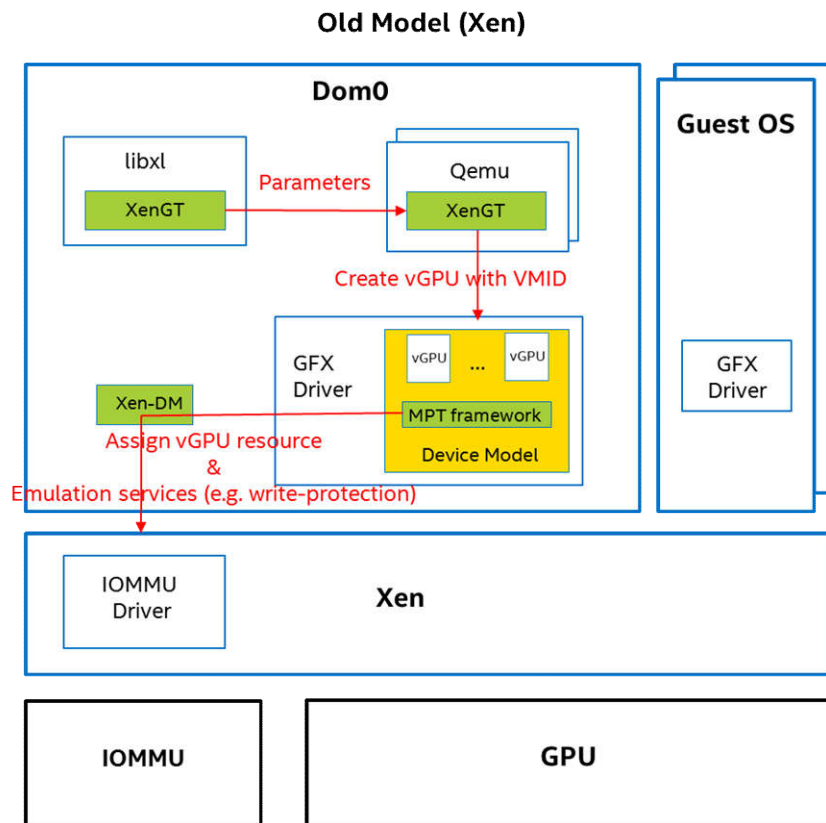 Old Model (Xen)
Dom0
Guest OS
libxl
XenGT
Parameters
Qemu
XenGT
Create vGPU with VMID
GFX
Driver
vGPU
...
vGPU
MPT framework
Device Model
Xen-DM
Assign vGPU resource
&
Emulation services (e.g. write-protection)
GFX
Driver
IOMMU
Driver
Xen
IOMMU
GPU